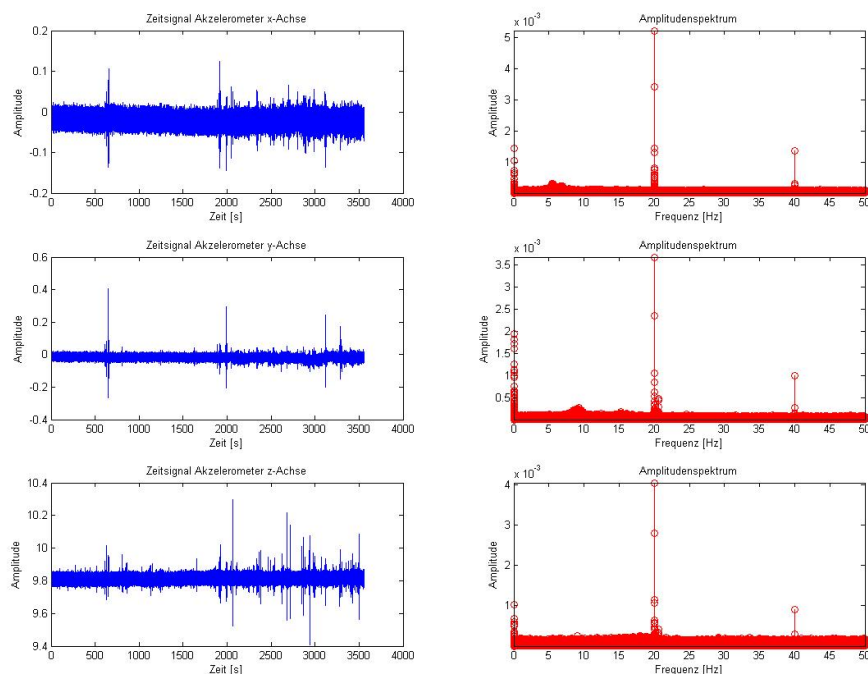 Zeitsignal Akzelerometer x-Achse
Amplitude
0.2
0.1
0
-0.1
-0.2
0 500 1000 1500 2000 2500 3000 3500 4000
Zeit [s]
Amplitudenspektrum
x 10-3
5
4
3
2
1
0 5 10 15 20 25 30 35 40 45 50
Frequenz [Hz]
Zeitsignal Akzelerometer y-Achse
Amplitude
0.6
0.4
0.2
0
-0.2
-0.4
0 500 1000 1500 2000 2500 3000 3500 4000
Zeit [s]
Amplitudenspektrum
x 10-3
3.5
3
2.5
2
1.5
1
0.5
0 5 10 15 20 25 30 35 40 45 50
Frequenz [Hz]
Zeitsignal Akzelerometer z-Achse
Amplitude
10.4
10.2
10
9.8
9.6
9.4
0 500 1000 1500 2000 2500 3000 3500 4000
Zeit [s]
Amplitudenspektrum
x 10-3
4
3
2
1
0 5 10 15 20 25 30 35 40 45 50
Frequenz [Hz]